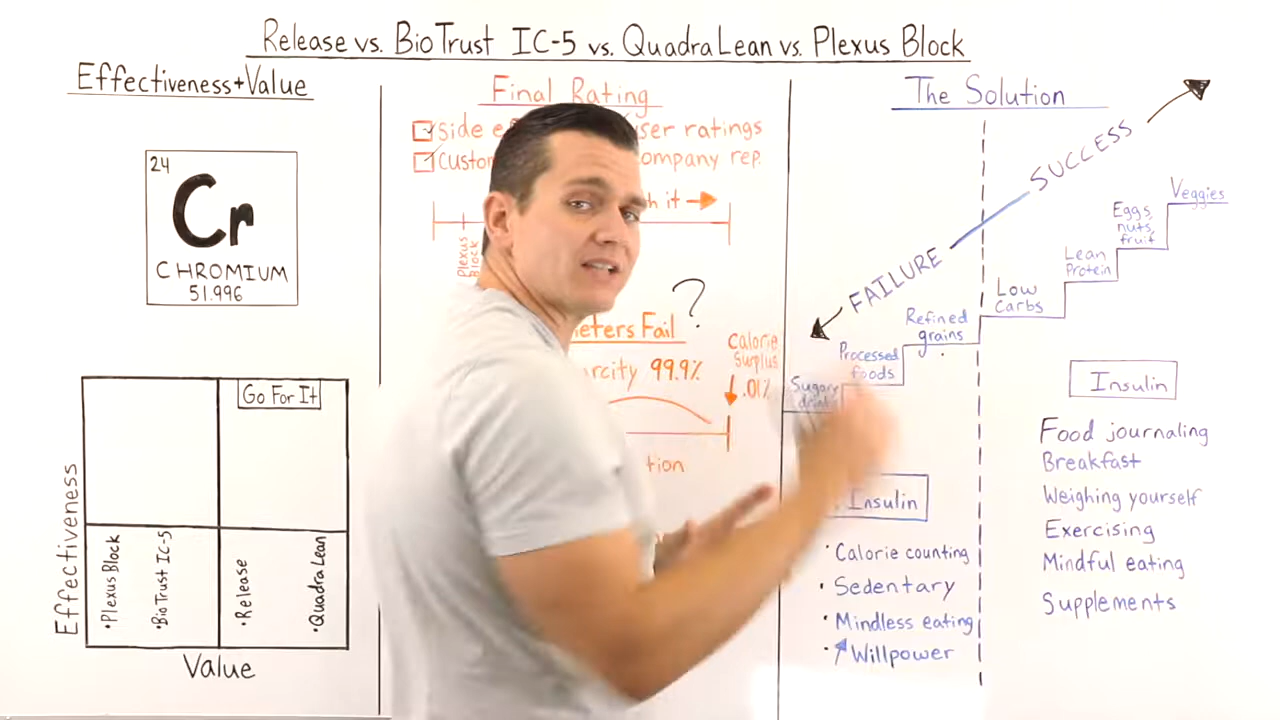 Release vs. BioTrust IC-5 vs. QuadraLean vs. Plexus Block
Effectiveness+Value
24
Cr
CHROMIUM
51.996
Go For It
Effectiveness
•Plexus Block
•BioTrust IC-5
•Release
•QuadraLean
Value
Final Rating
side e
ser ratings
Custo
ompany rep.
h it
Plexus
Block
?
eters Fail
rcity 99.9%
Calorie
Surplus
.01%
tion
The Solution
FAILURE
SUCCESS
Sugary
drinks
Processed
foods
Refined
grains
Low
Carbs
Lean
Protein
Eggs,
nuts,
fruit
Veggies
Insulin
• Calorie counting
• Sedentary
• Mindless eating
• Willpower
Insulin
Food journaling
Breakfast
Weighing yourself
Exercising
Mindful eating
Supplements